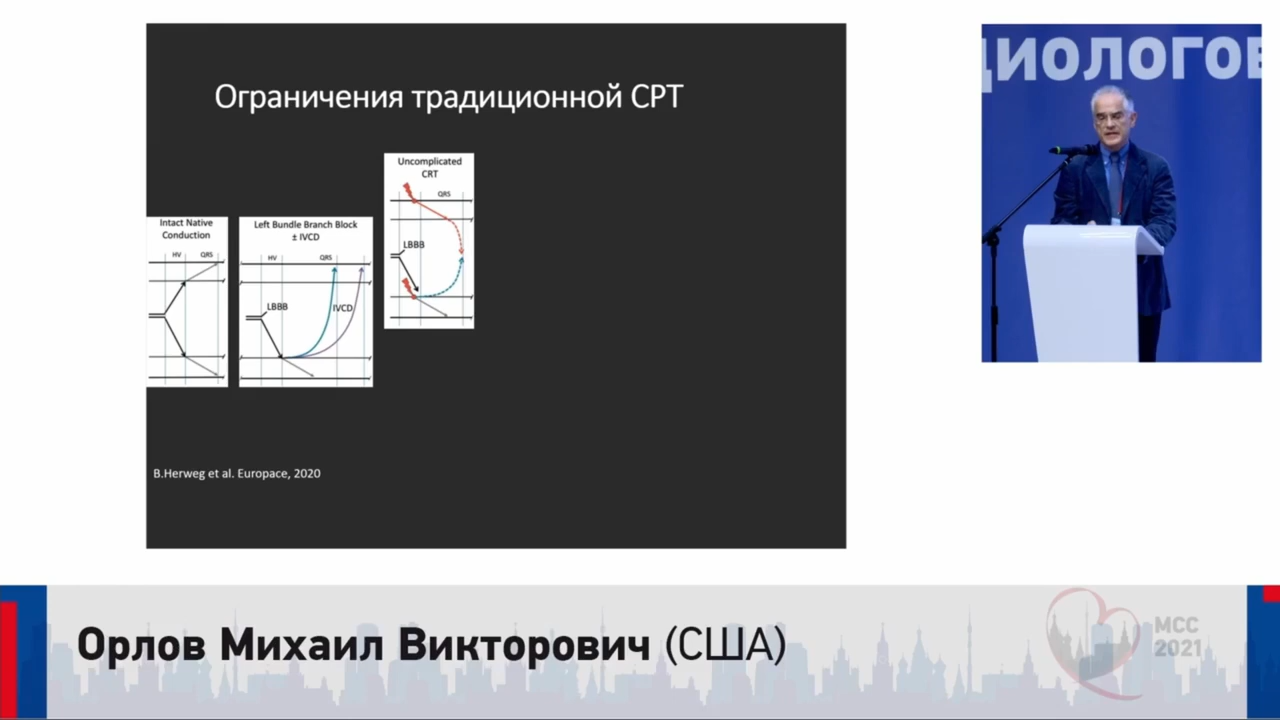 Ограничения традиционной СРТ
Intact Native
Conduction
HV
QRS
Left Bundle Branch Block
± IVCD
HV
QRS
LBBB
IVCD
Uncomplicated
CRT
QRS
LBBB
B.Herweg et al. Europace, 2020
диологов
Орлов Михаил Викторович (США)
МСС
2021